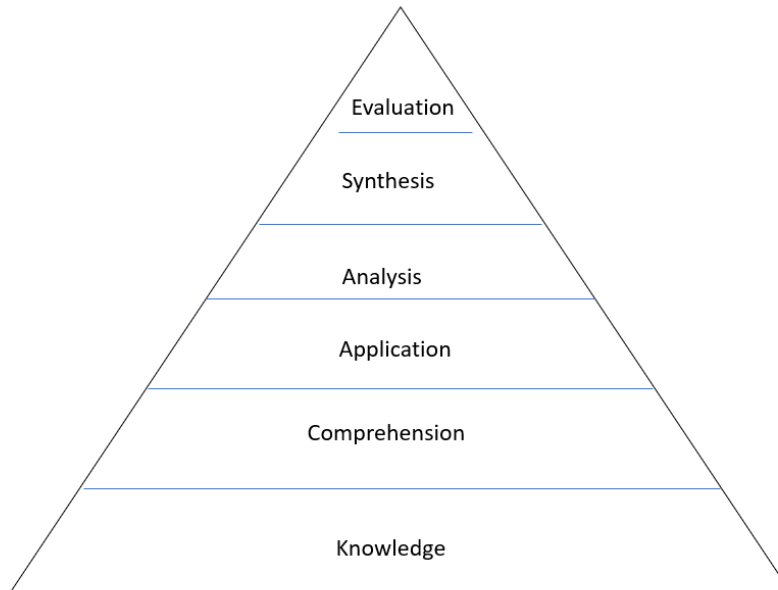 Evaluation
Synthesis
Analysis
Application
Comprehension
Knowledge